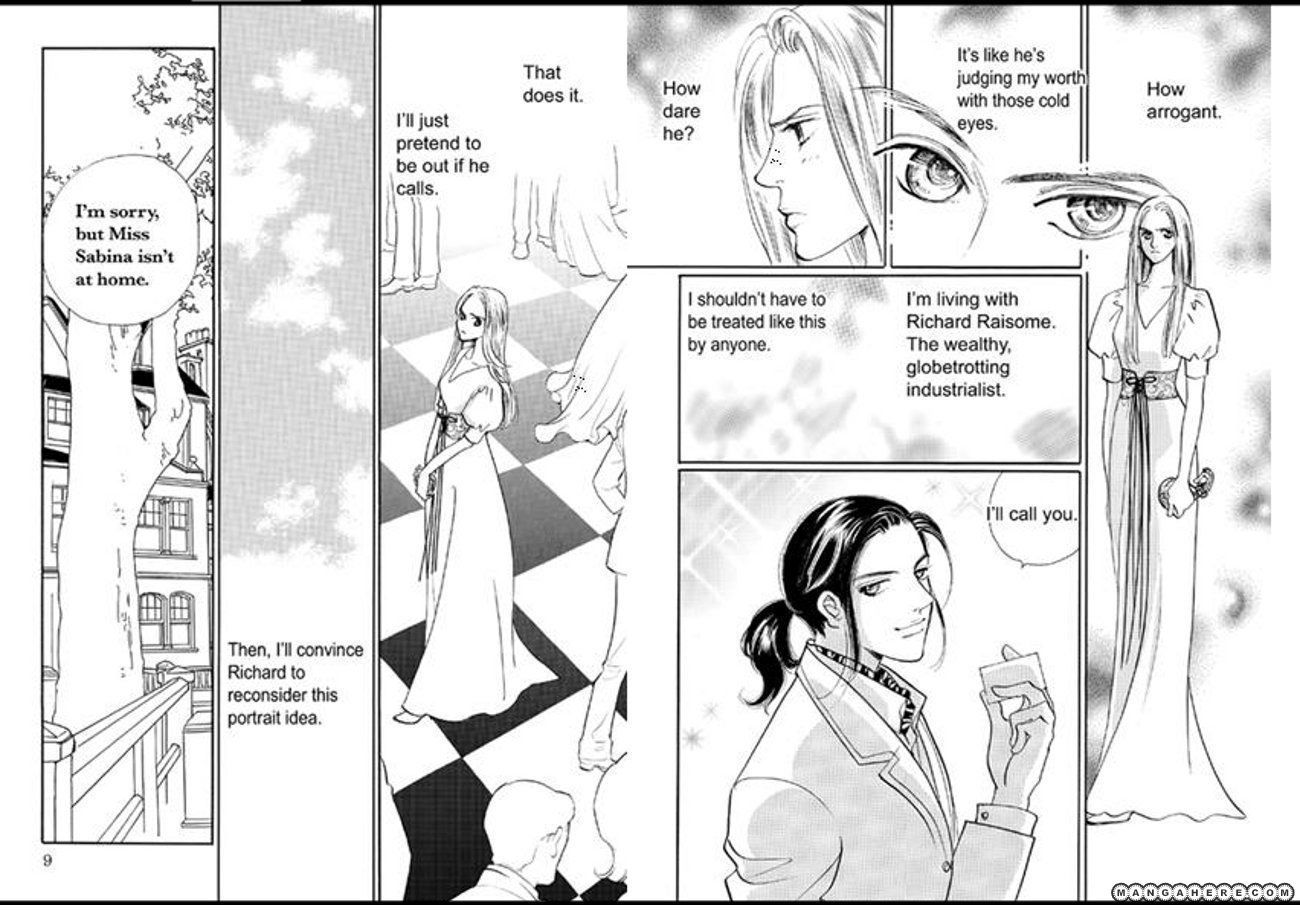 How
arrogant.
It's like he's
judging my worth
with those cold
eyes.
How
dare
he?
I'm living with
Richard Raisome.
The wealthy,
globetrotting
industrialist.
I shouldn't have to
be treated like this
by anyone.
I'll call you.
That
does it.
I'll just
pretend to
be out if he
calls.
Then, I'll convince
Richard to
reconsider this
portrait idea.
I'm sorry,
but Miss
Sabina isn't
at home.
9
MANGAHERE.COM